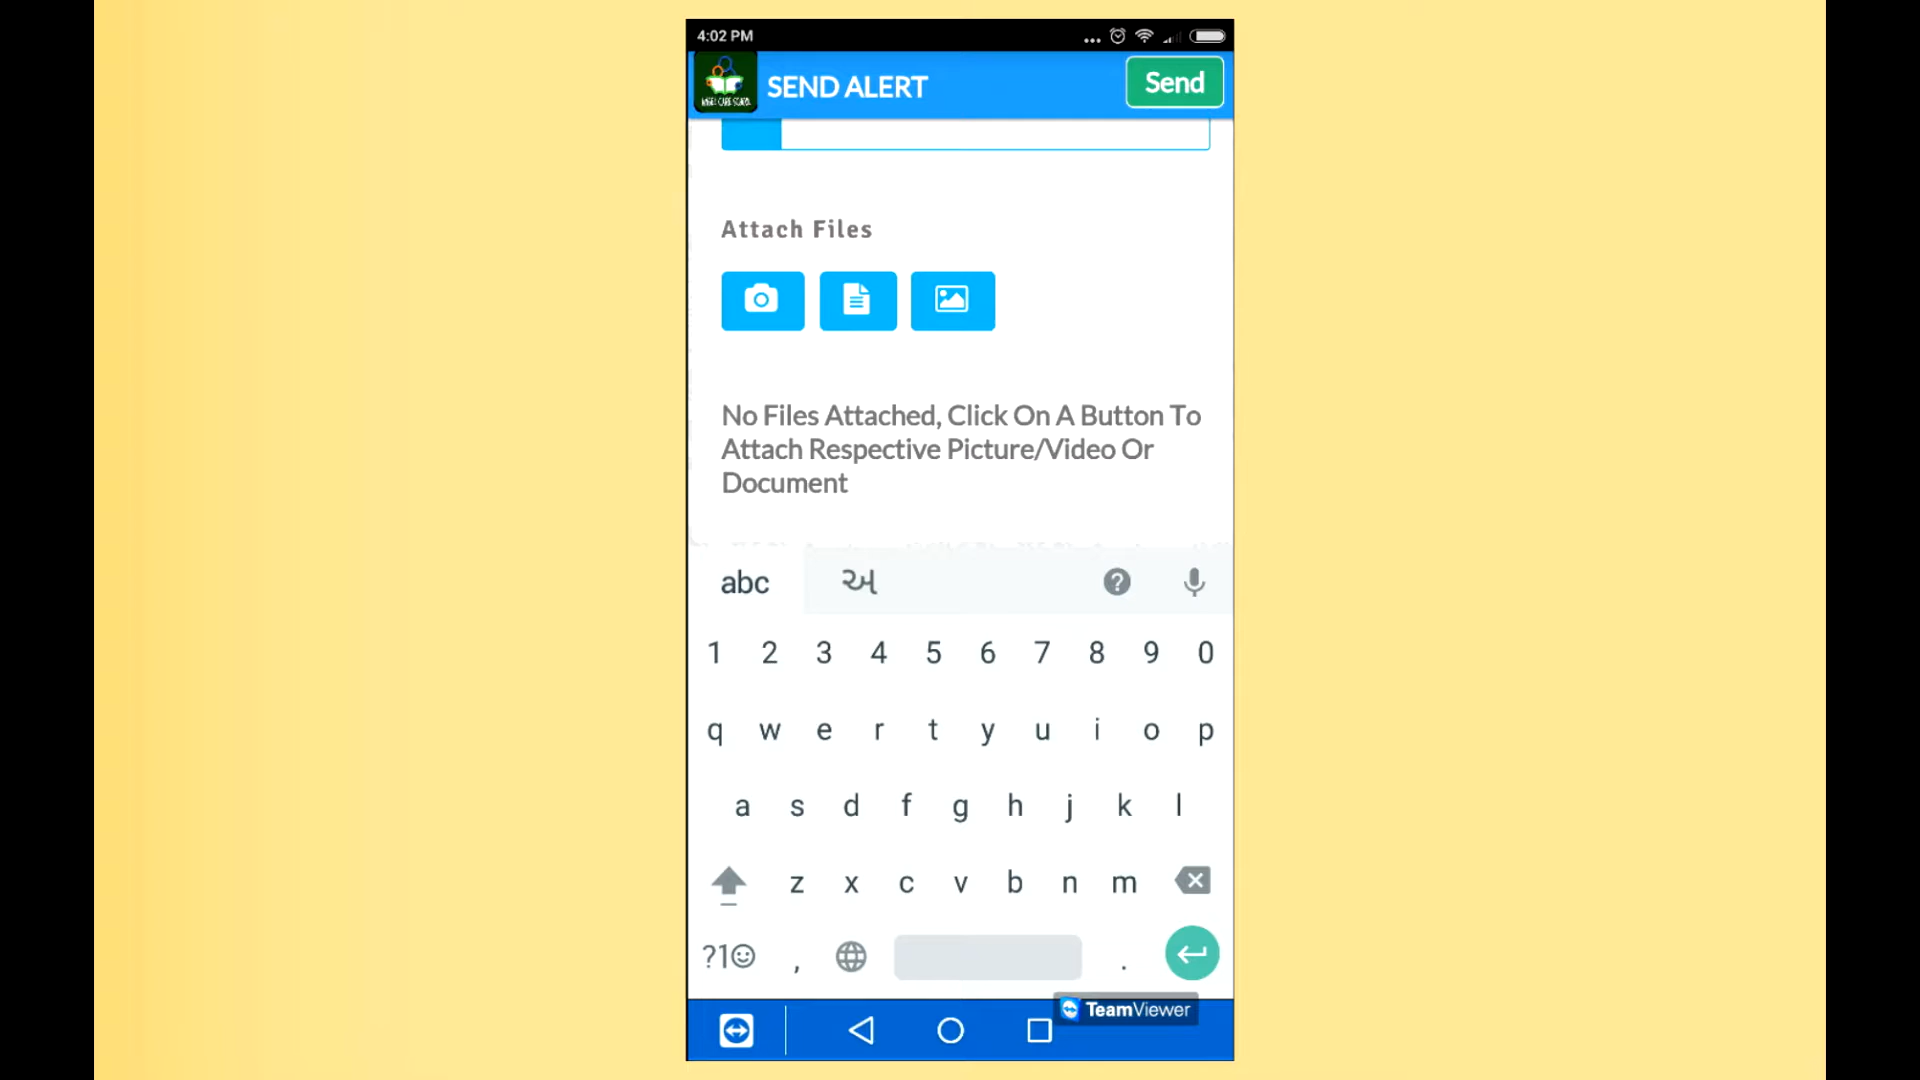 4:02 PM
SEND ALERT
Send
Attach Files
No Files Attached, Click On A Button To
Attach Respective Picture/Video Or
Document
abc અ
1 2 3 4 5 6 7 8 9 0
q w e r t y u i o p
a s d f g h j k l
z x c v b n m
?1☺ , .
TeamViewer